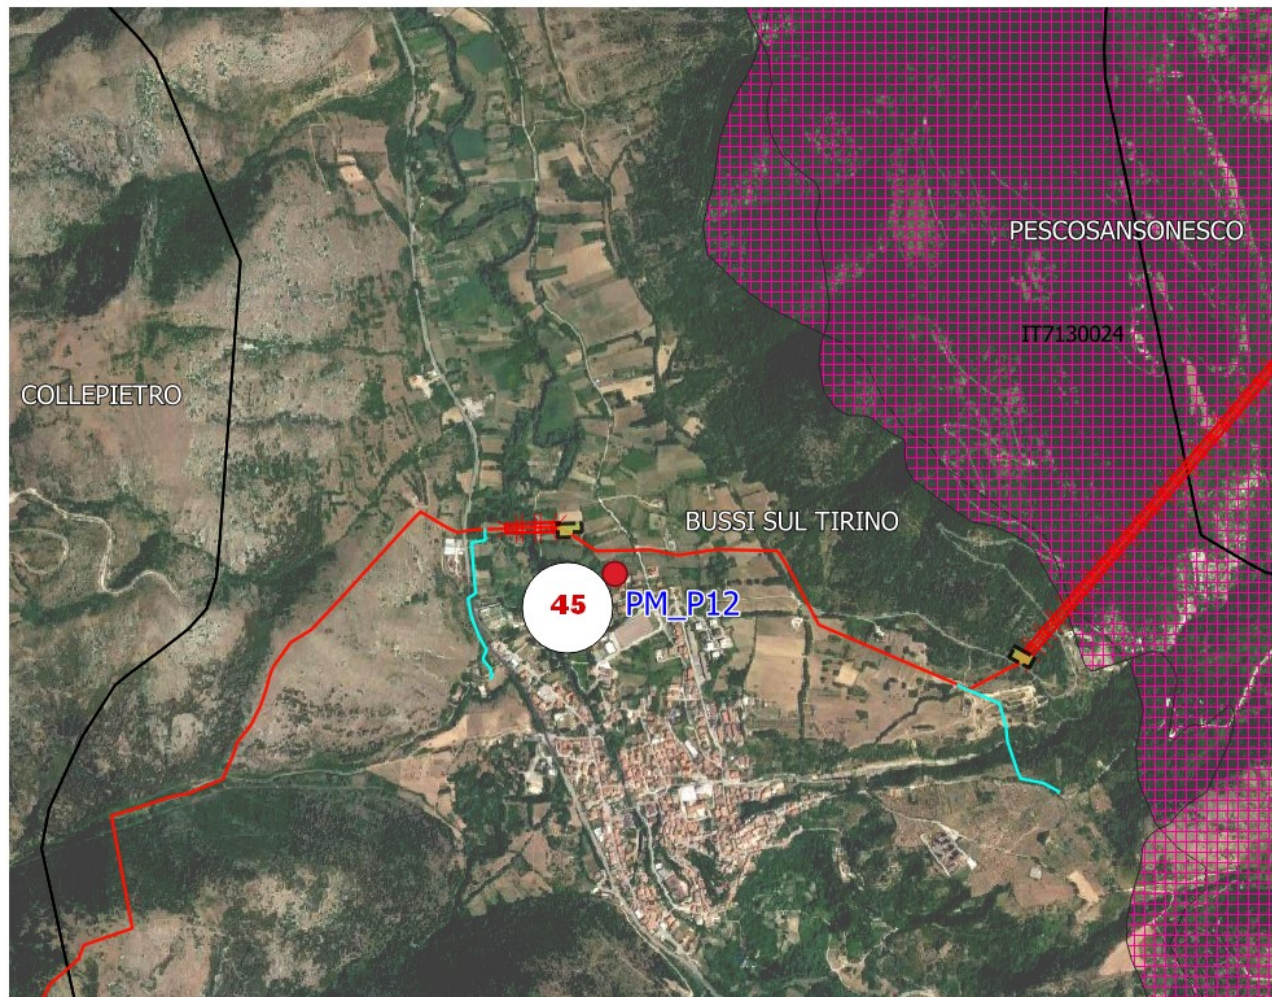 PESCOSANSONESCO
IT7130024
COLLEPIETRO
BUSSI SUL TIRINO
45
PM_P12